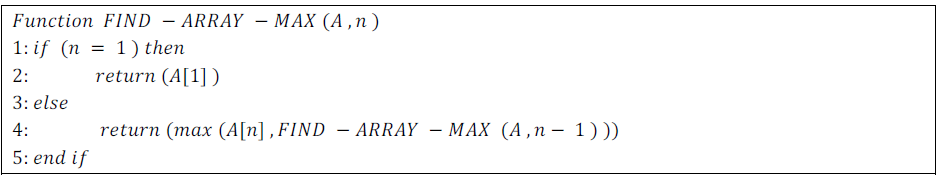 Function FIND − ARRAY − MAX (A ,n )
1: if (n = 1 ) then
2: return (A[1] )
3: else
4: return (max (A[n] ,FIND − ARRAY − MAX (A ,n − 1 ) ))
5: end if